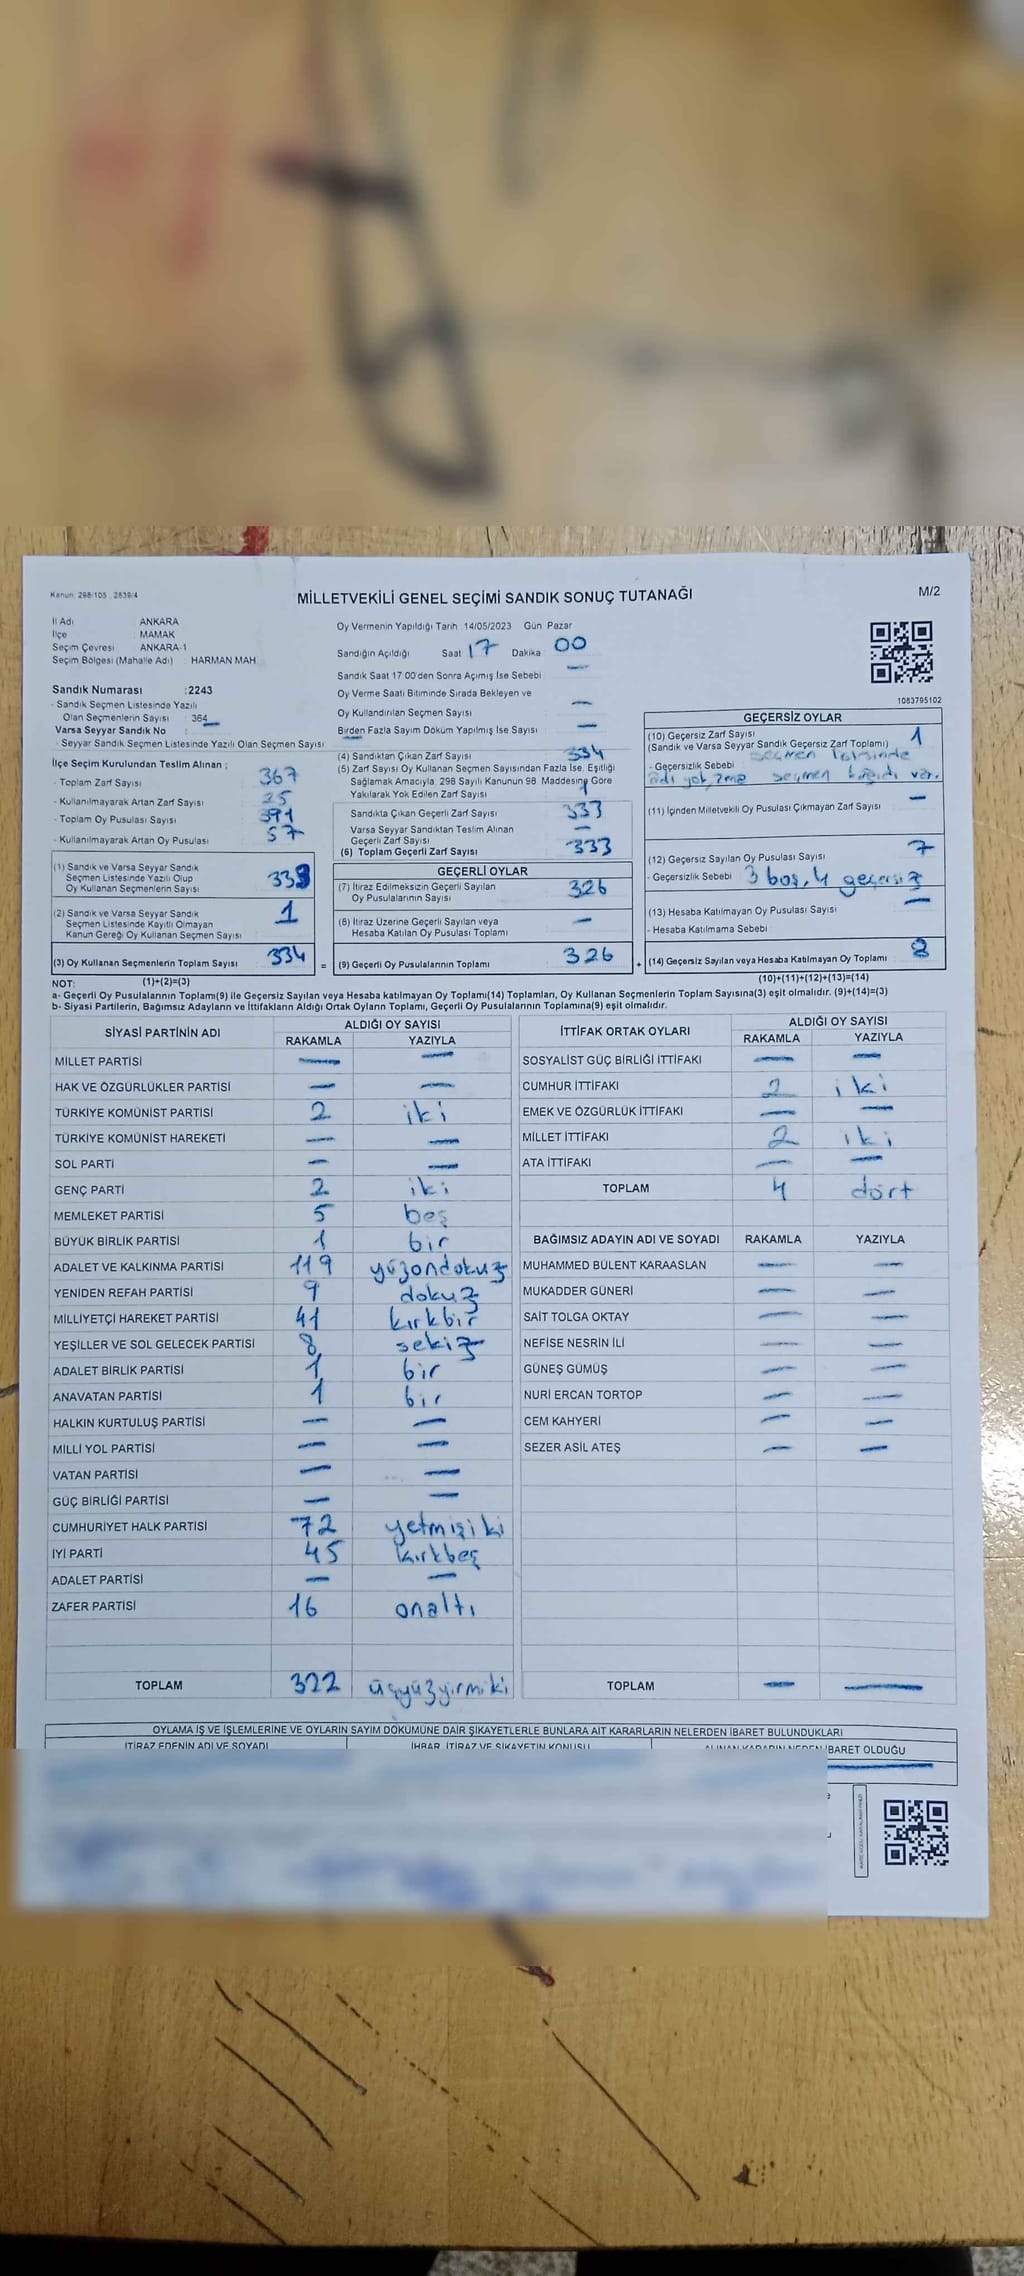 Kanun: 298/105 2839/4
MİLLETVEKİLİ GENEL SEÇİMİ SANDIK SONUÇ TUTANAĞI
M/2
İl Adı ANKARA
İlçe MAMAK
Seçim Çevresi ANKARA-1
Seçim Bölgesi (Mahalle Adı) HARMAN MAH
Sandık Numarası :2243
- Sandık Seçmen Listesinde Yazılı
Olan Seçmenlerin Sayısı 364
Varsa Seyyar Sandık No :
- Seyyar Sandık Seçmen Listesinde Yazılı Olan Seçmen Sayısı
İlçe Seçim Kurulundan Teslim Alınan :
- Toplam Zarf Sayısı 367
- Kullanılmayarak Artan Zarf Sayısı 25
- Toplam Oy Pusulası Sayısı 391
- Kullanılmayarak Artan Oy Pusulası 57
(1) Sandık ve Varsa Seyyar Sandık
Seçmen Listesinde Yazılı Olup
Oy Kullanan Seçmenlerin Sayısı 333
(2) Sandık ve Varsa Seyyar Sandık
Seçmen Listesinde Kayıtlı Olmayan
Kanun Gereği Oy Kullanan Seçmen Sayısı 1
(3) Oy Kullanan Seçmenlerin Toplam Sayısı 334 =
(1)+(2)=(3)
Oy Vermenin Yapıldığı Tarih 14/05/2023 Gün Pazar
Sandığın Açıldığı Saat 17 Dakika 00
Sandık Saat 17 00'den Sonra Açımış İse Sebebi —
Oy Verme Saati Bitiminde Sırada Bekleyen ve
Oy Kullandırılan Seçmen Sayısı —
Birden Fazla Sayım Döküm Yapılmış İse Sayısı —
(4) Sandıktan Çıkan Zarf Sayısı 334
(5) Zarf Sayısı Oy Kullanan Seçmen Sayısından Fazla İse, Eşitliği
Sağlamak Amacıyla, 298 Sayılı Kanunun 98 Maddesine Göre
Yakılarak Yok Edilen Zarf Sayısı 1
Sandıkta Çıkan Geçerli Zarf Sayısı 333
Varsa Seyyar Sandıktan Teslim Alınan
Geçerli Zarf Sayısı —
(6) Toplam Geçerli Zarf Sayısı 333
GEÇERLİ OYLAR
(7) İtiraz Edilmeksizin Geçerli Sayılan
Oy Pusulalarının Sayısı 326
(8) İtiraz Üzerine Geçerli Sayılan veya
Hesaba Katılan Oy Pusulası Toplamı —
(9) Geçerli Oy Pusulalarının Toplamı 326 +
1083795102
GEÇERSİZ OYLAR
(10) Geçersiz Zarf Sayısı 1
(Sandık ve Varsa Seyyar Sandık Geçersiz Zarf Toplamı)
- Geçersizlik Sebebi seçmen listesinde
adı yok, ama seçmen kağıdı var.
(11) İçinden Milletvekili Oy Pusulası Çıkmayan Zarf Sayısı —
(12) Geçersiz Sayılan Oy Pusulası Sayısı 7
- Geçersizlik Sebebi 3 boş, 4 geçersiz
(13) Hesaba Katılmayan Oy Pusulası Sayısı —
- Hesaba Katılmama Sebebi
(14) Geçersiz Sayılan veya Hesaba Katılmayan Oy Toplamı 8
(10)+(11)+(12)+(13)=(14)
NOT:
a- Geçerli Oy Pusulalarının Toplamı(9) ile Geçersiz Sayılan veya Hesaba katılmayan Oy Toplamı(14) Toplamları, Oy Kullanan Seçmenlerin Toplam Sayısına(3) eşit olmalıdır. (9)+(14)=(3)
b- Siyasi Partilerin, Bağımsız Adayların ve İttifakların Aldığı Ortak Oyların Toplamı, Geçerli Oy Pusulalarının Toplamına(9) eşit olmalıdır.
SİYASİ PARTİNİN ADI ALDIĞI OY SAYISI
RAKAMLA YAZIYLA
MİLLET PARTİSİ — —
HAK VE ÖZGÜRLÜKLER PARTİSİ — —
TÜRKİYE KOMÜNİST PARTİSİ 2 iki
TÜRKİYE KOMÜNİST HAREKETİ — —
SOL PARTİ — —
GENÇ PARTİ 2 iki
MEMLEKET PARTİSİ 5 beş
BÜYÜK BİRLİK PARTİSİ 1 bir
ADALET VE KALKINMA PARTİSİ 119 yüzondokuz
YENİDEN REFAH PARTİSİ 9 dokuz
MİLLİYETÇİ HAREKET PARTİSİ 41 kırkbir
YEŞİLLER VE SOL GELECEK PARTİSİ 8 sekiz
ADALET BİRLİK PARTİSİ 1 bir
ANAVATAN PARTİSİ 1 bir
HALKIN KURTULUŞ PARTİSİ — —
MİLLİ YOL PARTİSİ — —
VATAN PARTİSİ — —
GÜÇ BİRLİĞİ PARTİSİ — —
CUMHURİYET HALK PARTİSİ 72 yetmişiki
İYİ PARTİ 45 kırkbeş
ADALET PARTİSİ — —
ZAFER PARTİSİ 16 onaltı
TOPLAM 322 üçyüzyirmiki
İTTİFAK ORTAK OYLARI ALDIĞI OY SAYISI
RAKAMLA YAZIYLA
SOSYALİST GÜÇ BİRLİĞİ İTTİFAKI — —
CUMHUR İTTİFAKI 2 iki
EMEK VE ÖZGÜRLÜK İTTİFAKI — —
MİLLET İTTİFAKI 2 iki
ATA İTTİFAKI — —
TOPLAM 4 dört
BAĞIMSIZ ADAYIN ADI VE SOYADI RAKAMLA YAZIYLA
MUHAMMED BÜLENT KARAASLAN — —
MUKADDER GÜNERİ — —
SAİT TOLGA OKTAY — —
NEFİSE NESRİN İLİ — —
GÜNEŞ GÜMÜŞ — —
NURİ ERCAN TORTOP — —
CEM KAHYERİ — —
SEZER ASİL ATEŞ — —
TOPLAM — —
OYLAMA İŞ VE İŞLEMLERİNE VE OYLARIN SAYIM DÖKÜMÜNE DAİR ŞİKAYETLERLE BUNLARA AİT KARARLARIN NELERDEN İBARET BULUNDUKLARI
İTİRAZ EDENİN ADI VE SOYADI İHBAR, İTİRAZ VE ŞİKAYETİN KONUSU ALINAN KARARIN NEDEN İBARET OLDUĞU